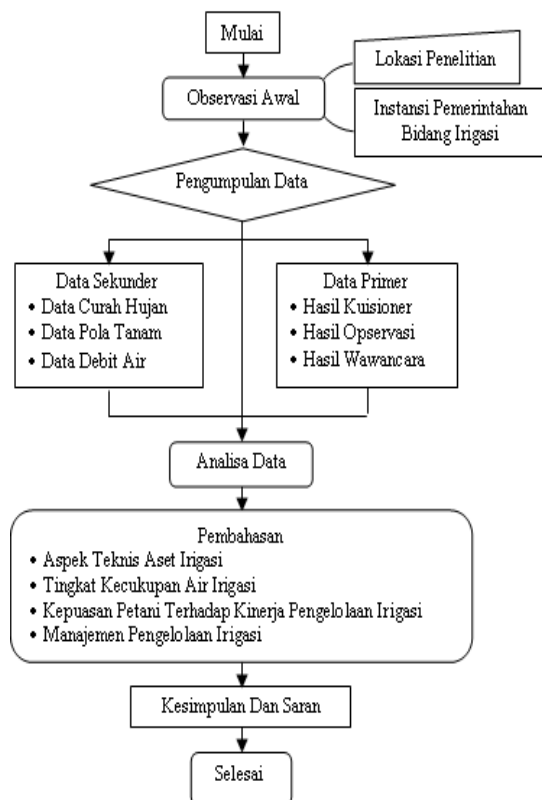 Mulai
Observasi Awal
Lokasi Penelitian
Instansi Pemerintahan
Bidang Irigasi
Pengumpulan Data
Data Sekunder
• Data Curah Hujan
• Data Pola Tanam
• Data Debit Air
Data Primer
• Hasil Kuisioner
• Hasil Opservasi
• Hasil Wawancara
Analisa Data
Pembahasan
• Aspek Teknis Aset Irigasi
• Tingkat Kecukupan Air Irigasi
• Kepuasan Petani Terhadap Kinerja Pengelolaan Irigasi
• Manajemen Pengelolaan Irigasi
Kesimpulan Dan Saran
Selesai